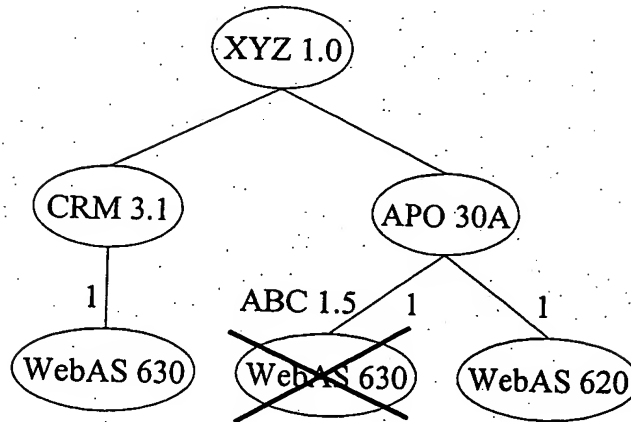 XYZ 1.0
CRM 3.1
APO 30A
1
ABC 1.5
1
1
WebAS 630
WebAS 630
WebAS 620